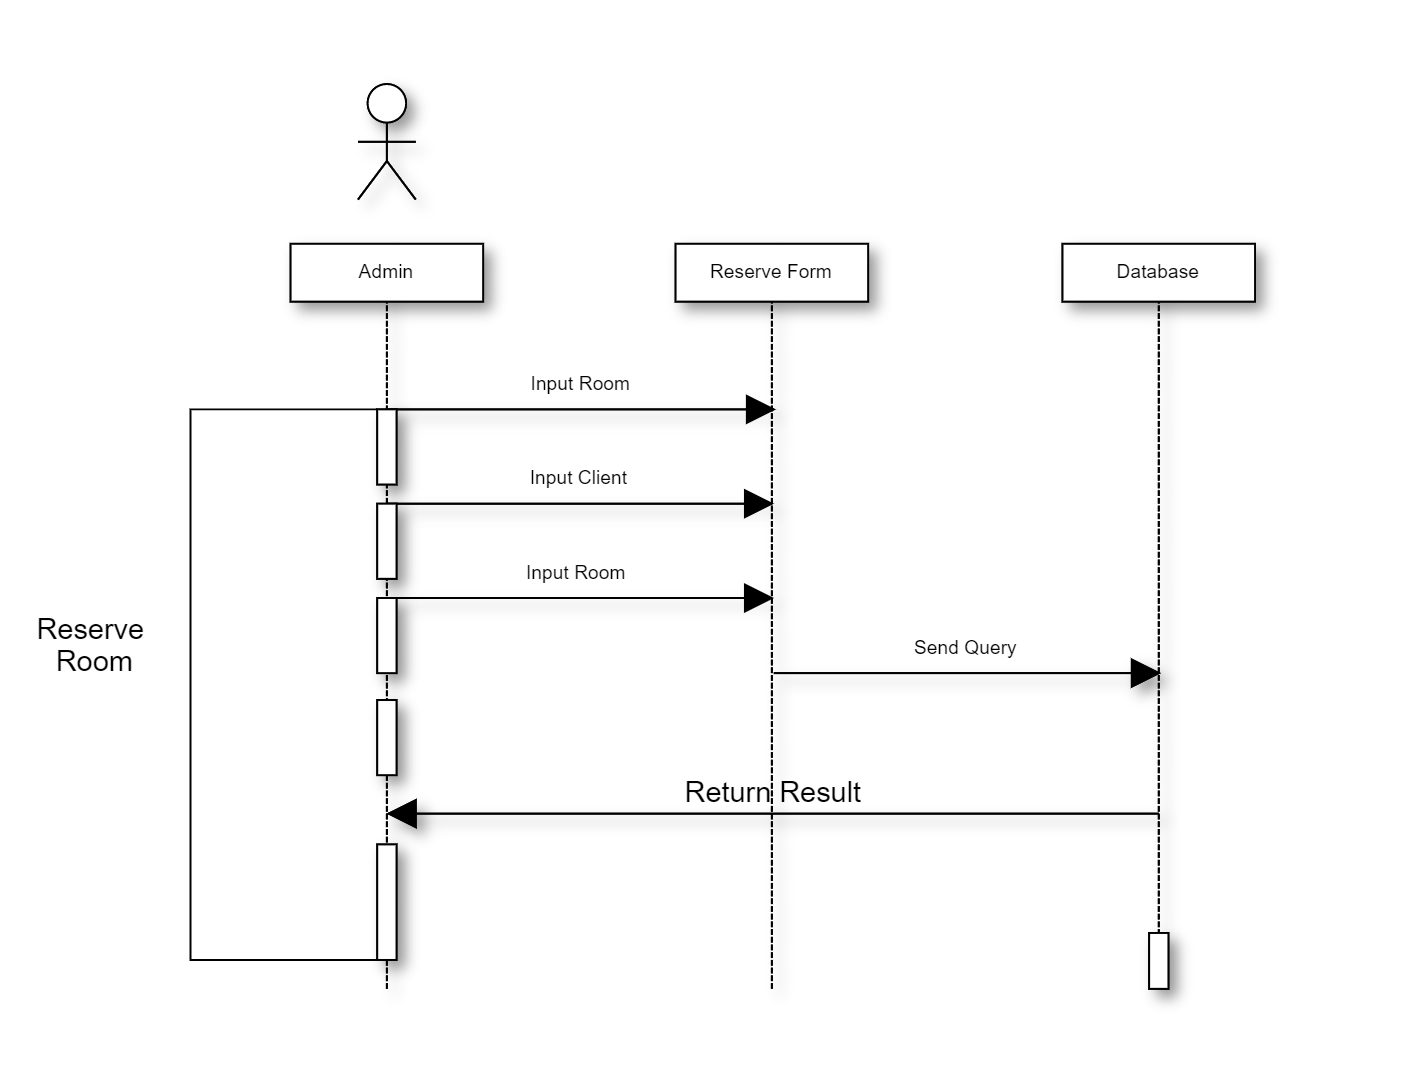 Admin
Reserve Form
Database
Input Room
Input Client
Input Room
Reserve
Room
Send Query
Return Result